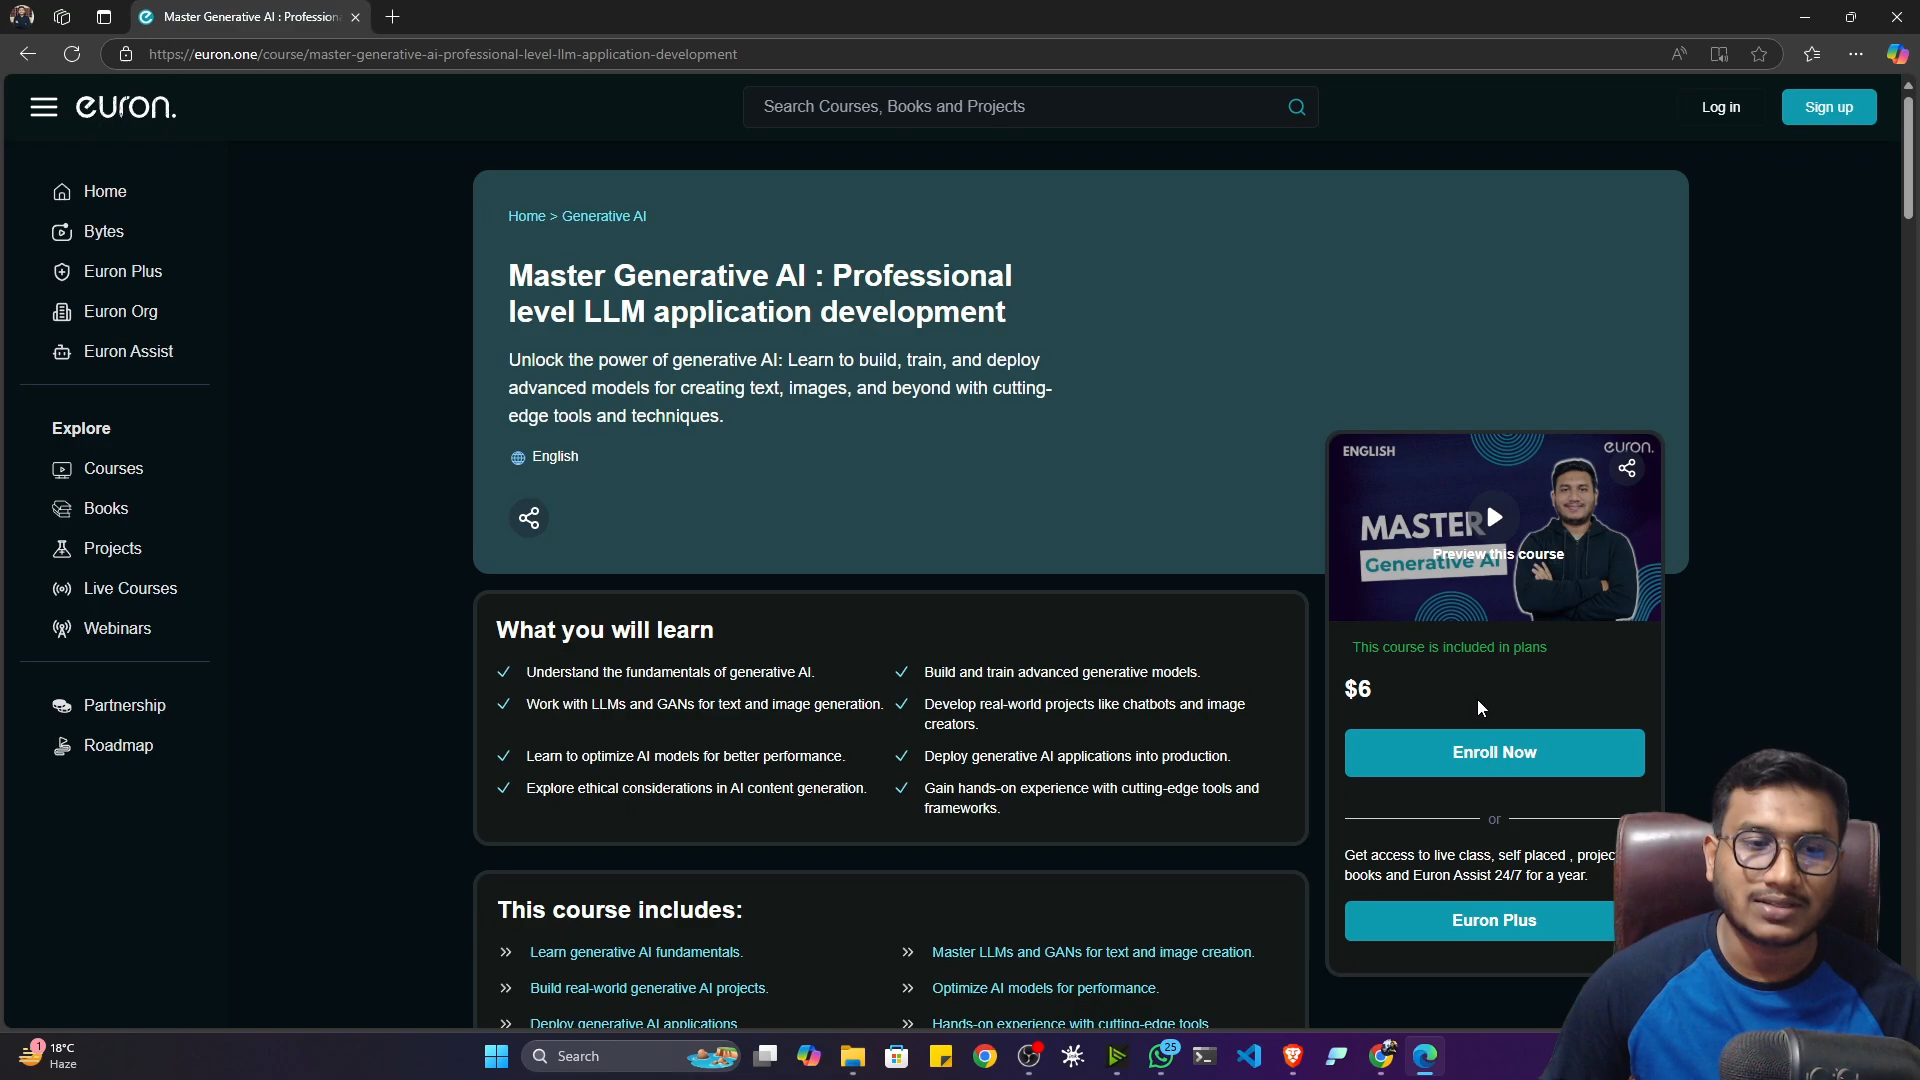 Master Generative AI : Profession
https://euron.one/course/master-generative-ai-professional-level-llm-application-development
euron.
Search Courses, Books and Projects
Log in
Sign up
Home
Bytes
Euron Plus
Euron Org
Euron Assist
Explore
Courses
Books
Projects
Live Courses
Webinars
Partnership
Roadmap
Home > Generative AI
Master Generative AI : Professional
level LLM application development
Unlock the power of generative AI: Learn to build, train, and deploy
advanced models for creating text, images, and beyond with cutting-
edge tools and techniques.
English
What you will learn
Understand the fundamentals of generative AI.
Build and train advanced generative models.
Work with LLMs and GANs for text and image generation.
Develop real-world projects like chatbots and image
creators.
Learn to optimize AI models for better performance.
Deploy generative AI applications into production.
Explore ethical considerations in AI content generation.
Gain hands-on experience with cutting-edge tools and
frameworks.
This course includes:
Learn generative AI fundamentals.
Master LLMs and GANs for text and image creation.
Build real-world generative AI projects.
Optimize AI models for performance.
Deploy generative AI applications
Hands-on experience with cutting-edge tools
ENGLISH
euron.
MASTER
Preview this course
Generative AI
This course is included in plans
$6
Enroll Now
or
Get access to live class, self placed , projec
books and Euron Assist 24/7 for a year.
Euron Plus
1
18°C
Haze
Search
25